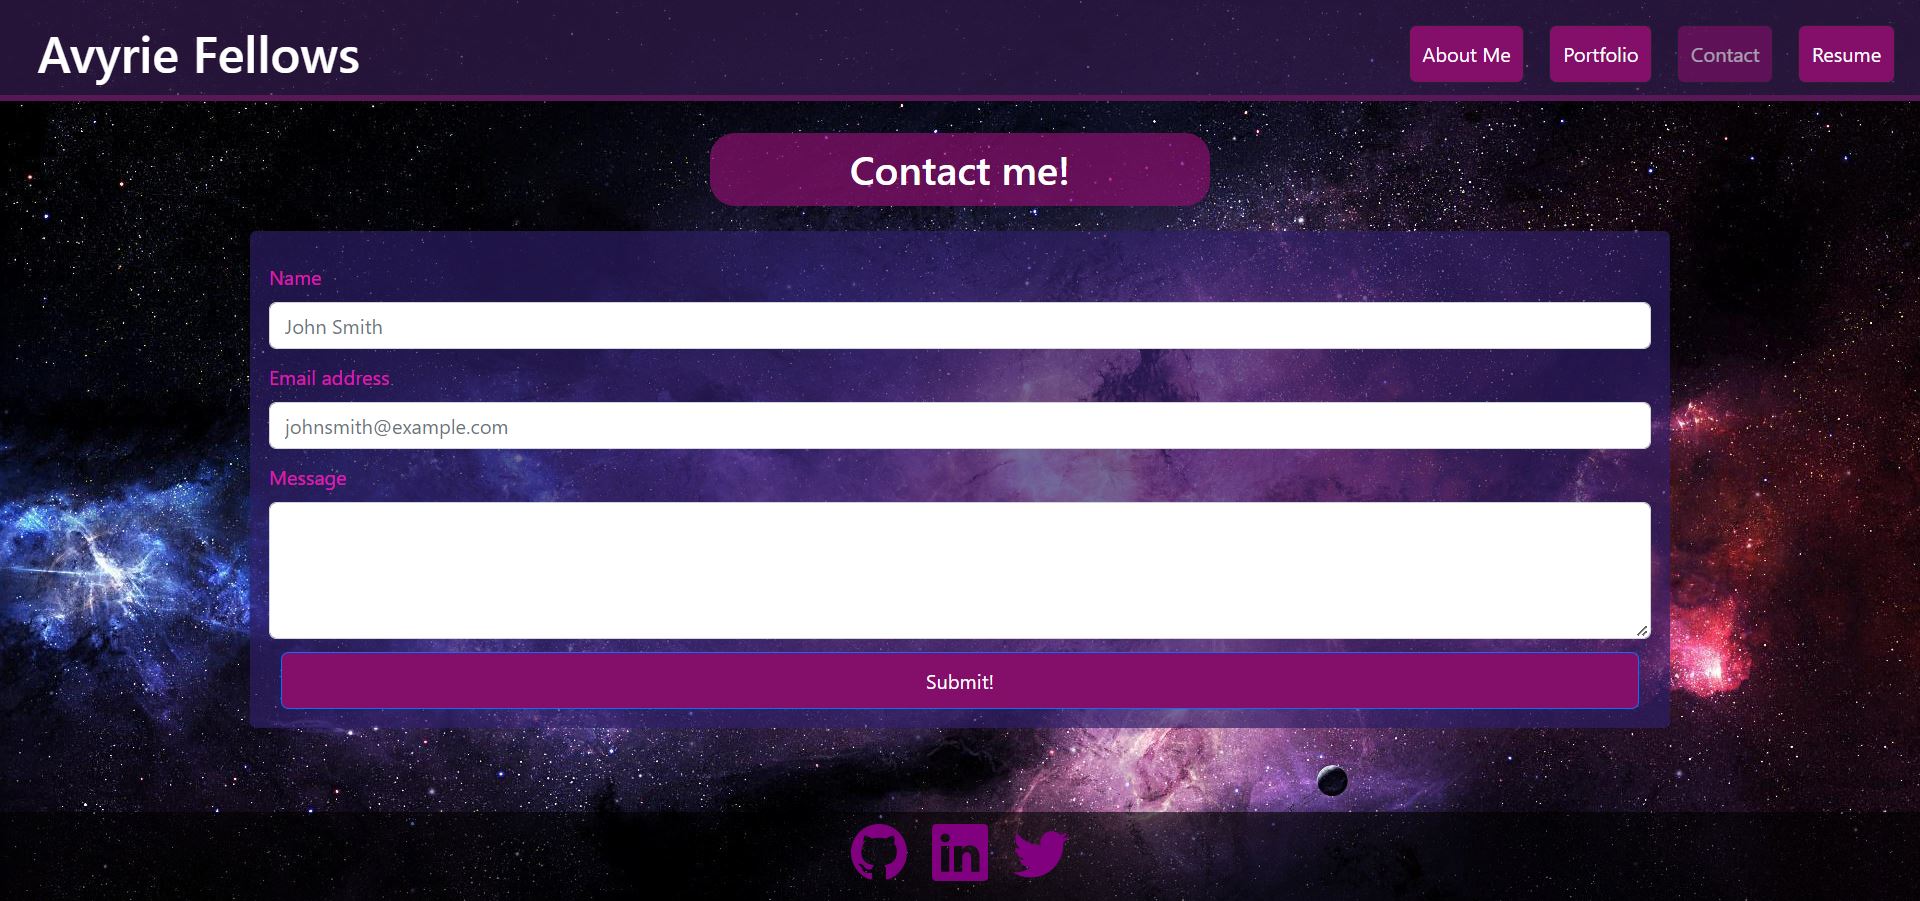 Avyrie Fellows
About Me
Portfolio
Contact
Resume
Contact me!
Name
John Smith
Email address
johnsmith@example.com
Message
Submit!
in